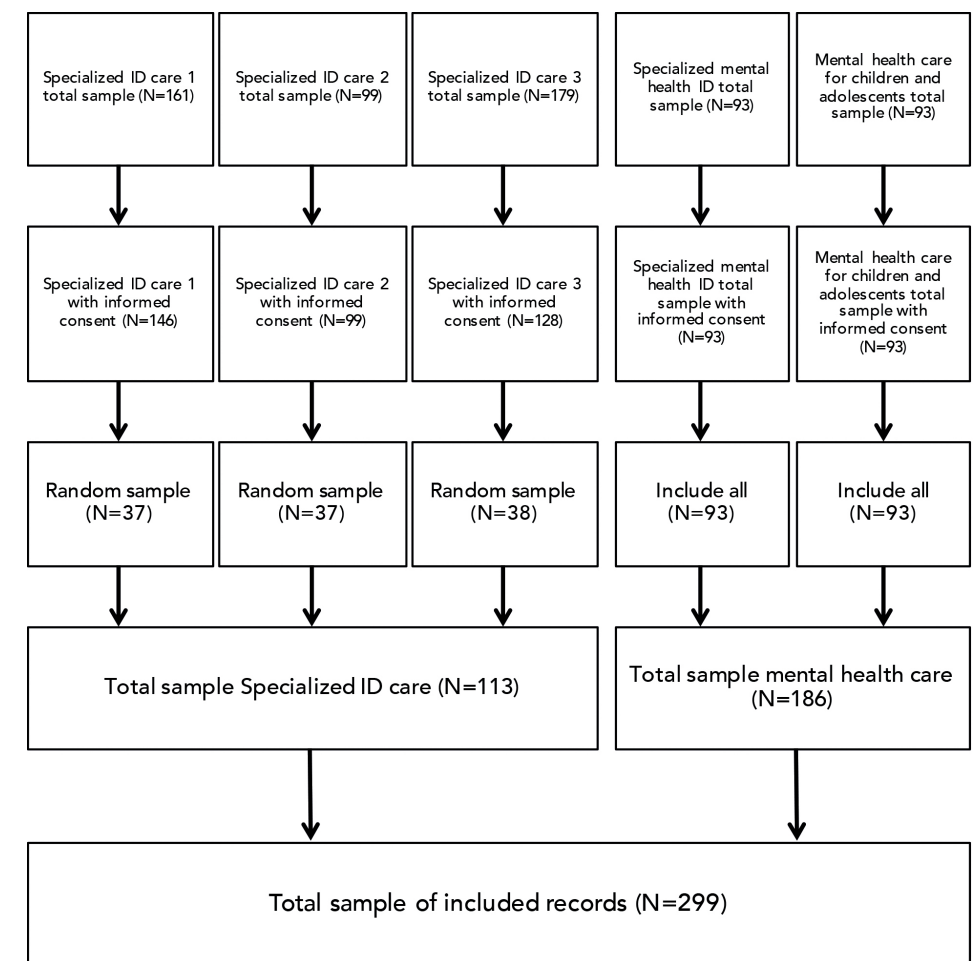 Specialized ID care 1
total sample (N=161)
Specialized ID care 2
total sample (N=99)
Specialized ID care 3
total sample (N=179)
Specialized mental
health ID total
sample (N=93)
Mental health care
for children and
adolescents total
sample (N=93)
Specialized ID care 1
with informed
consent (N=146)
Specialized ID care 2
with informed
consent (N=99)
Specialized ID care 3
with informed
consent (N=128)
Specialized mental
health ID total
sample with
informed consent
(N=93)
Mental health care
for children and
adolescents total
sample with
informed consent
(N=93)
Random sample
(N=37)
Random sample
(N=37)
Random sample
(N=38)
Include all
(N=93)
Include all
(N=93)
Total sample Specialized ID care (N=113)
Total sample mental health care
(N=186)
Total sample of included records (N=299)